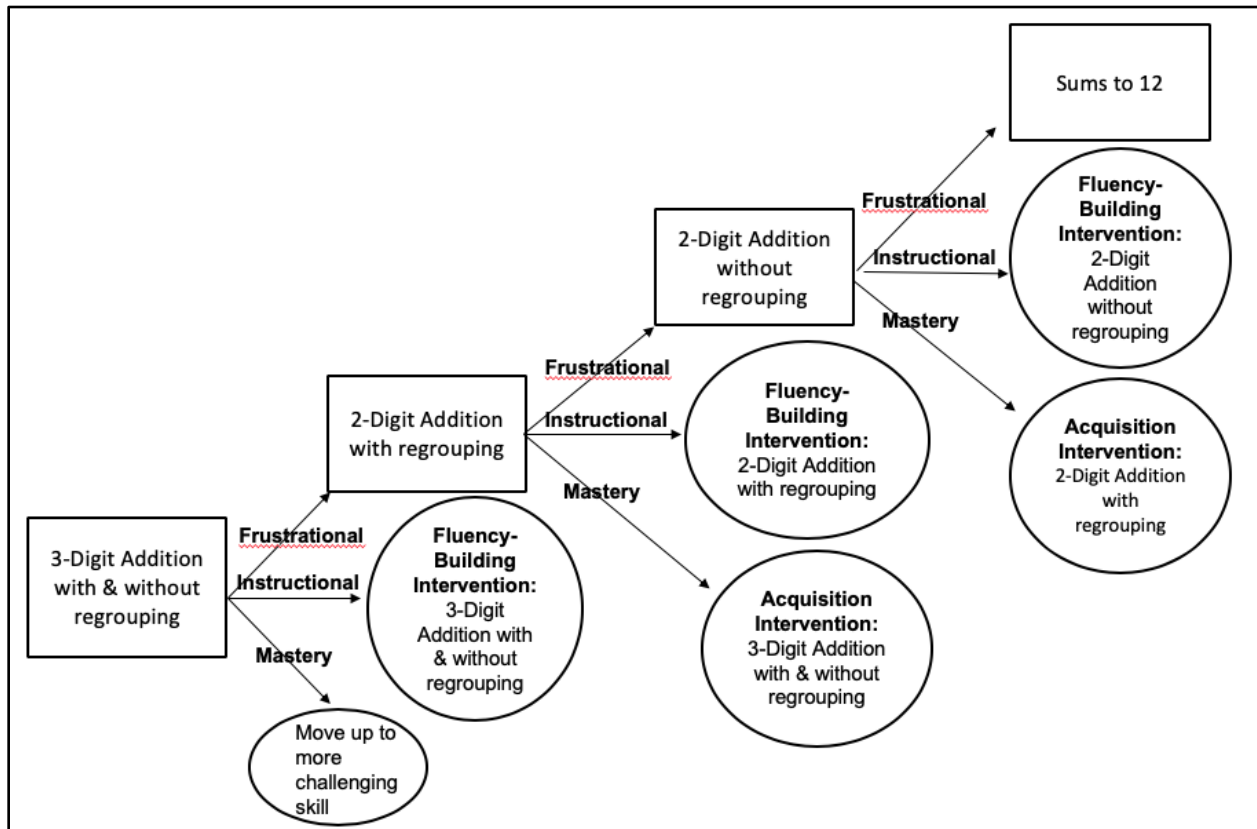 Sums to 12
Frustrational
Fluency-
Building
Intervention:
2-Digit
Addition
without
regrouping
2-Digit Addition
without
regrouping
Instructional
Mastery
Frustrational
Fluency-
Building
Intervention:
2-Digit Addition
with regrouping
Acquisition
Intervention:
2-Digit Addition
with
regrouping
2-Digit Addition
with regrouping
Instructional
Mastery
Frustrational
Fluency-
Building
Intervention:
3-Digit
Addition with
& without
regrouping
Acquisition
Intervention:
3-Digit Addition
with & without
regrouping
3-Digit Addition
with & without
regrouping
Instructional
Mastery
Move up to
more
challenging
skill